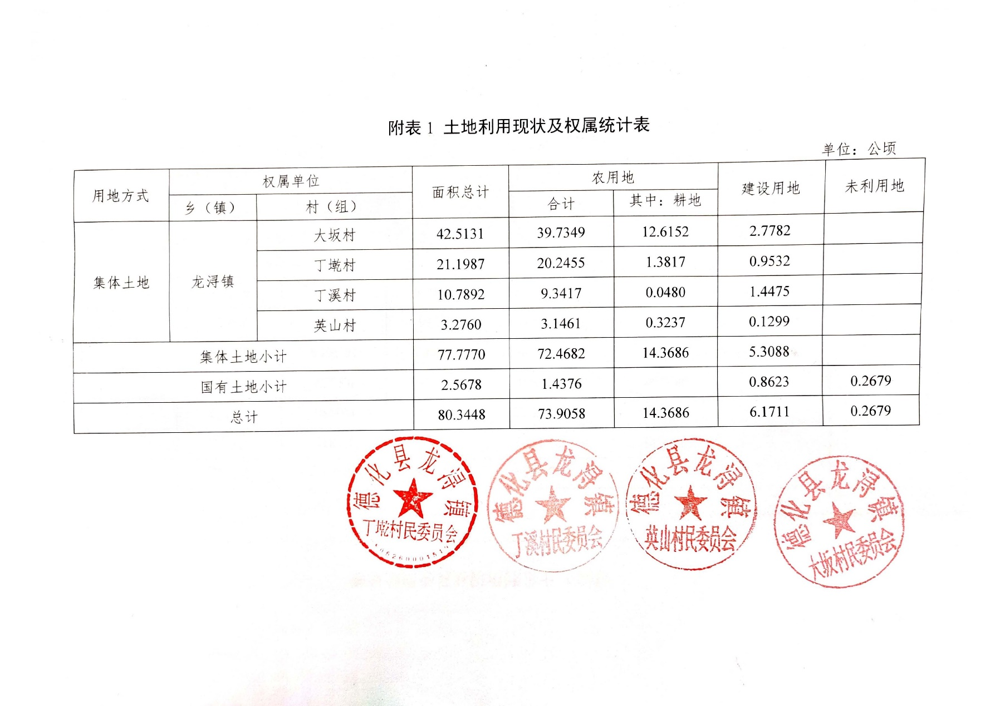 附表 1 土地利用现状及权属统计表
单位：公顷
用地方式 权属单位 面积总计 农用地 建设用地 未利用地
乡（镇） 村（组） 合计 其中：耕地
集体土地 龙浔镇 大坂村 42.5131 39.7349 12.6152 2.7782
丁墘村 21.1987 20.2455 1.3817 0.9532
丁溪村 10.7892 9.3417 0.0480 1.4475
英山村 3.2760 3.1461 0.3237 0.1299
集体土地小计 77.7770 72.4682 14.3686 5.3088
国有土地小计 2.5678 1.4376 0.8623 0.2679
总计 80.3448 73.9058 14.3686 6.1711 0.2679
德化县龙浔镇
丁墘村民委员会
德化县龙浔镇
丁溪村民委员会
德化县龙浔镇
英山村民委员会
德化县龙浔镇
大坂村民委员会